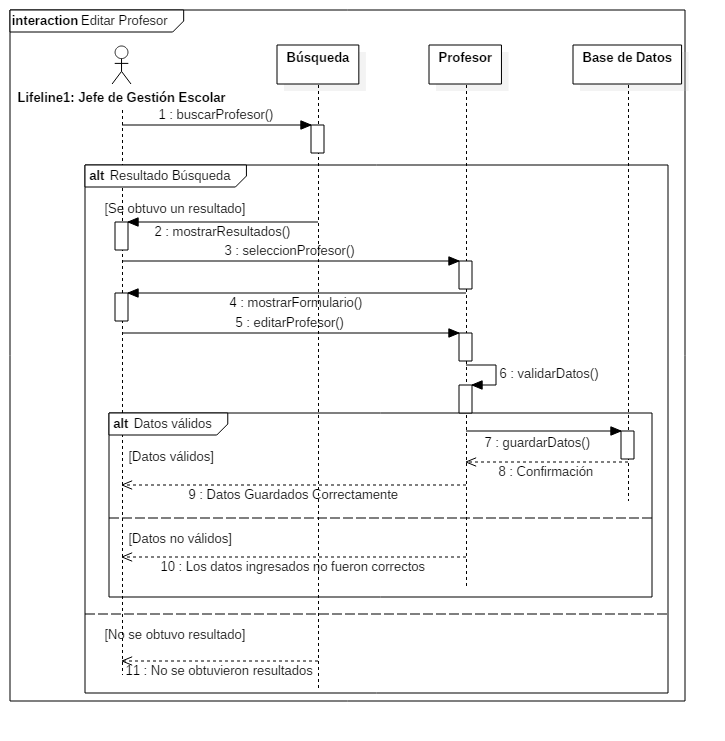 interaction Editar Profesor
Búsqueda
Profesor
Base de Datos
Lifeline1: Jefe de Gestión Escolar
1 : buscarProfesor()
alt Resultado Búsqueda
[Se obtuvo un resultado]
2 : mostrarResultados()
3 : seleccionProfesor()
4 : mostrarFormulario()
5 : editarProfesor()
6 : validarDatos()
alt Datos válidos
7 : guardarDatos()
[Datos válidos]
8 : Confirmación
9 : Datos Guardados Correctamente
[Datos no válidos]
10 : Los datos ingresados no fueron correctos
[No se obtuvo resultado]
11 : No se obtuvieron resultados